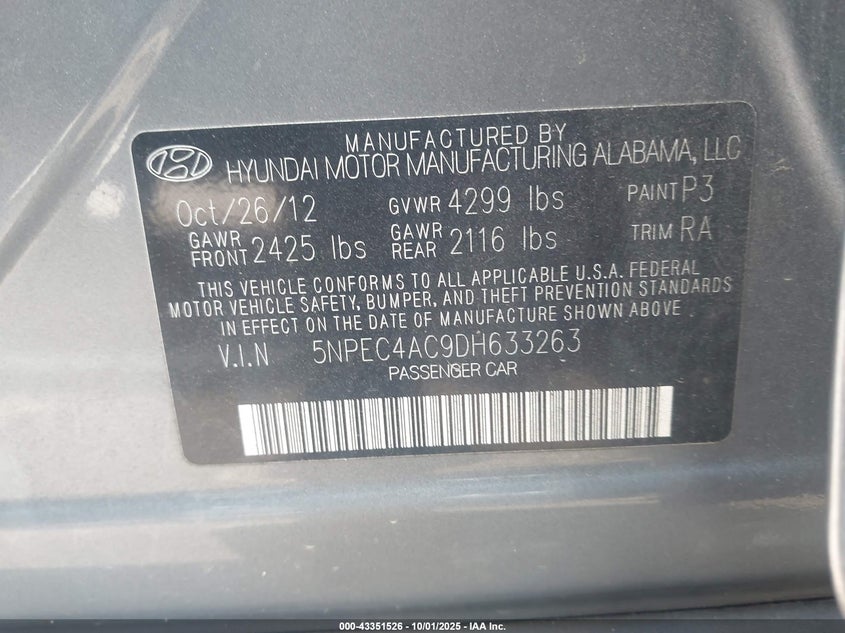 MANUFACTURED BY
HYUNDAI MOTOR MANUFACTURING ALABAMA, LLC
Oct/26/12 GVWR 4299 lbs PAINT P3
GAWR FRONT 2425 lbs GAWR REAR 2116 lbs TRIM RA
THIS VEHICLE CONFORMS TO ALL APPLICABLE U.S.A. FEDERAL
MOTOR VEHICLE SAFETY, BUMPER, AND THEFT PREVENTION STANDARDS
IN EFFECT ON THE DATE OF MANUFACTURE SHOWN ABOVE
V.I.N 5NPEC4AC9DH633263
PASSENGER CAR
000-43351526 - 10/01/2025 - IAA Inc.